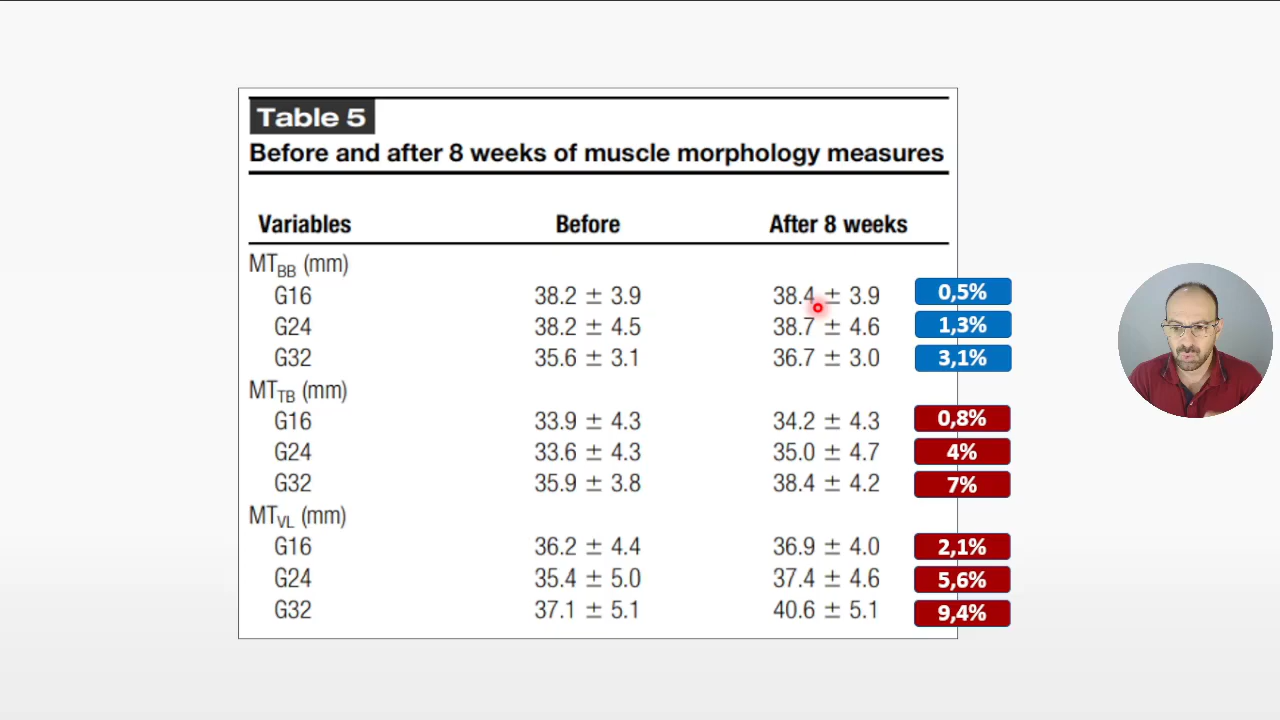 Table 5
Before and after 8 weeks of muscle morphology measures
Variables Before After 8 weeks
MTBB (mm)
G16 38.2 ± 3.9 38.4 ± 3.9 0,5%
G24 38.2 ± 4.5 38.7 ± 4.6 1,3%
G32 35.6 ± 3.1 36.7 ± 3.0 3,1%
MTTB (mm)
G16 33.9 ± 4.3 34.2 ± 4.3 0,8%
G24 33.6 ± 4.3 35.0 ± 4.7 4%
G32 35.9 ± 3.8 38.4 ± 4.2 7%
MTVL (mm)
G16 36.2 ± 4.4 36.9 ± 4.0 2,1%
G24 35.4 ± 5.0 37.4 ± 4.6 5,6%
G32 37.1 ± 5.1 40.6 ± 5.1 9,4%